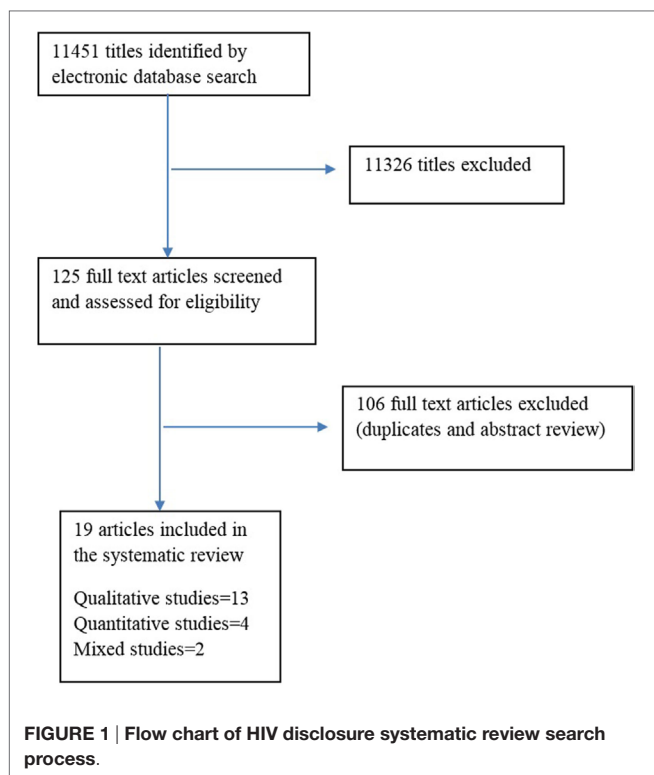 11451 titles identified by
electronic database search
11326 titles excluded
125 full text articles screened
and assessed for eligibility
106 full text articles excluded
(duplicates and abstract review)
19 articles included in
the systematic review
Qualitative studies=13
Quantitative studies=4
Mixed studies=2
FIGURE 1 | Flow chart of HIV disclosure systematic review search
process.